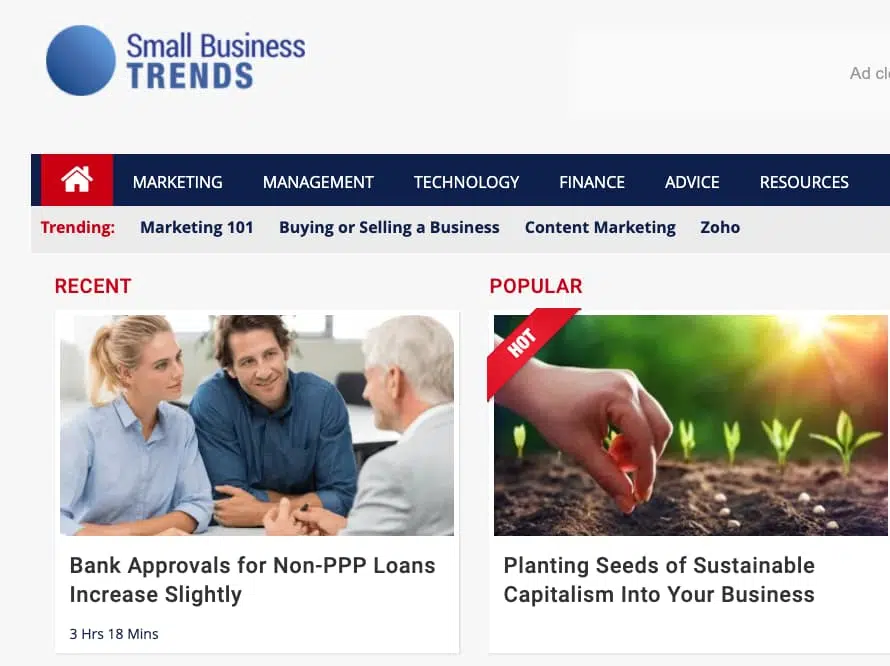 Small Business
TRENDS
Ad cl
MARKETING MANAGEMENT TECHNOLOGY FINANCE ADVICE RESOURCES
Trending: Marketing 101 Buying or Selling a Business Content Marketing Zoho
RECENT
POPULAR
HOT
Bank Approvals for Non-PPP Loans
Increase Slightly
3 Hrs 18 Mins
Planting Seeds of Sustainable
Capitalism Into Your Business